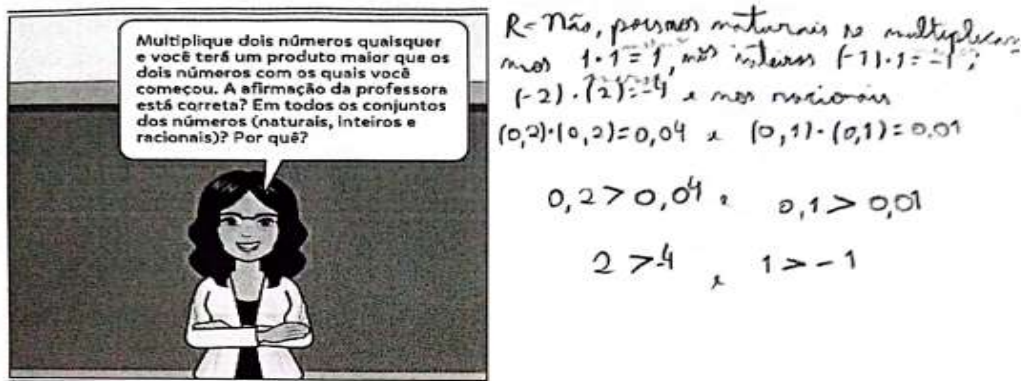 Multiplique dois números quaisquer
e você terá um produto maior que os
dois números com os quais você
começou. A afirmação da professora
está correta? Em todos os conjuntos
dos números (naturais, inteiros e
racionais)? Por quê?
R= Não, pois nos naturais se multiplicar
mos 1 · 1 = 1, nos inteiros (-1) · 1 = -1 ;
(-2) · (2) = -4 e nos racionais
(0,2)·(0,2)=0,04 e (0,1)·(0,1)=0,01
0,2 > 0,04 e 0,1 > 0,01
2 > -4 e 1 > -1